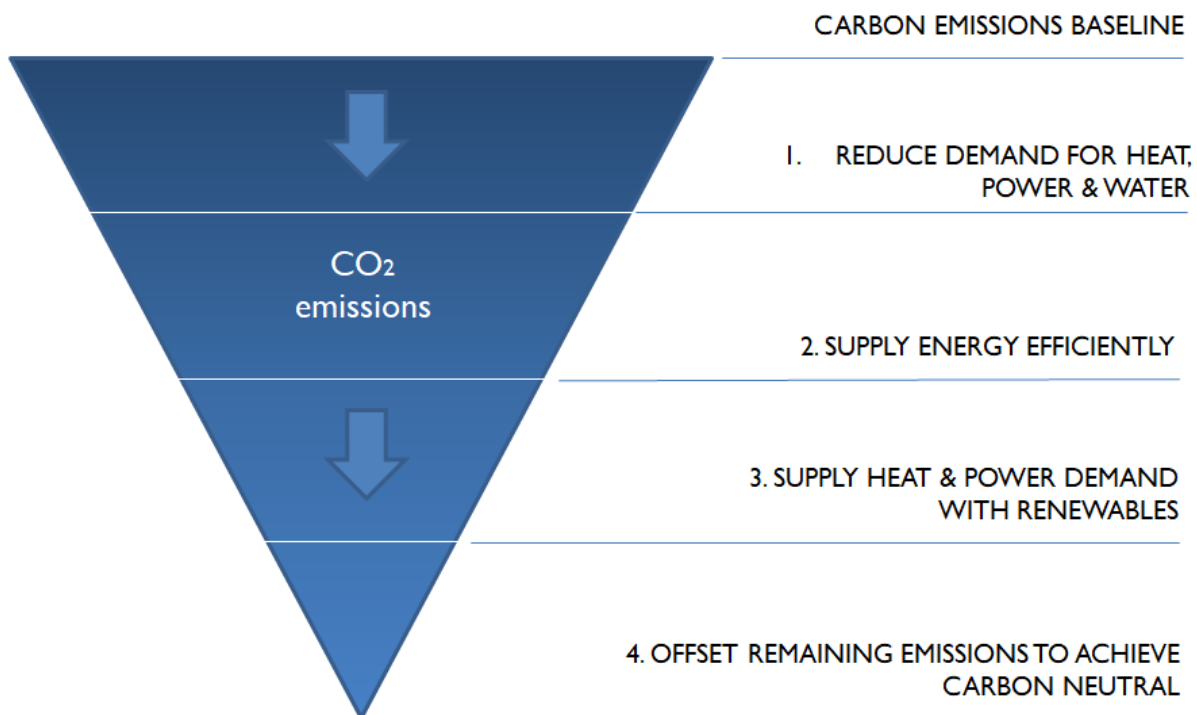 CARBON EMISSIONS BASELINE
1. REDUCE DEMAND FOR HEAT,
POWER & WATER
CO₂
emissions
2. SUPPLY ENERGY EFFICIENTLY
3. SUPPLY HEAT & POWER DEMAND
WITH RENEWABLES
4. OFFSET REMAINING EMISSIONS TO ACHIEVE
CARBON NEUTRAL